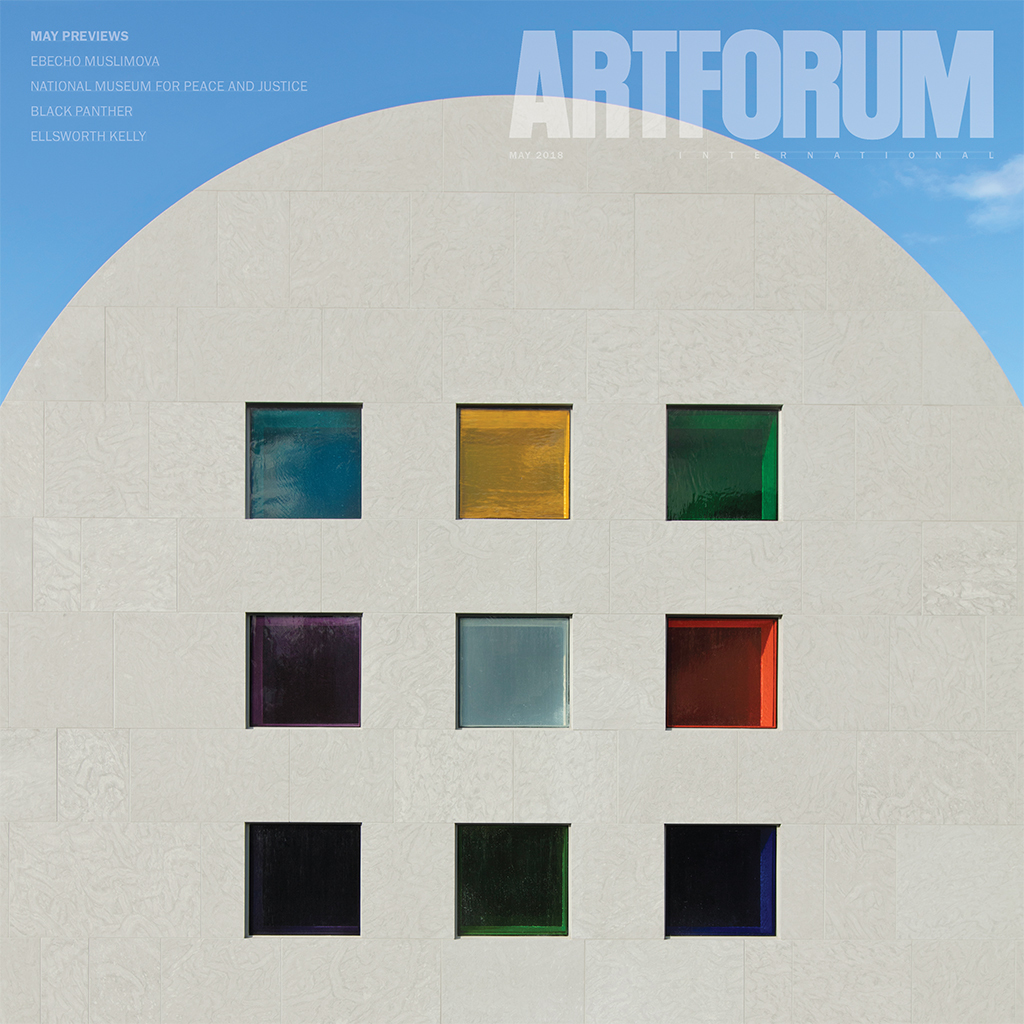 MAY PREVIEWS
EBECHO MUSLIMOVA
NATIONAL MUSEUM FOR PEACE AND JUSTICE
BLACK PANTHER
ELLSWORTH KELLY
ARTFORUM
MAY 2018
INTERNATIONAL